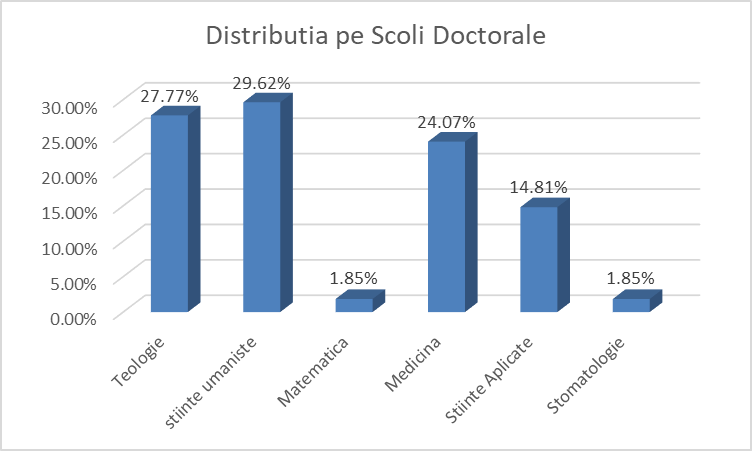 Distributia pe Scoli Doctorale
30.00%
25.00%
20.00%
15.00%
10.00%
5.00%
0.00%
27.77%
29.62%
1.85%
24.07%
14.81%
1.85%
Teologie
stiinte umaniste
Matematica
Medicina
Stiinte Aplicate
Stomatologie